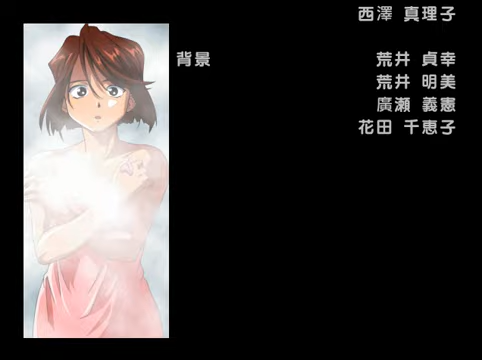 西澤 真理子
背景 荒井 貞幸
荒井 明美
廣瀬 義憲
花田 千恵子